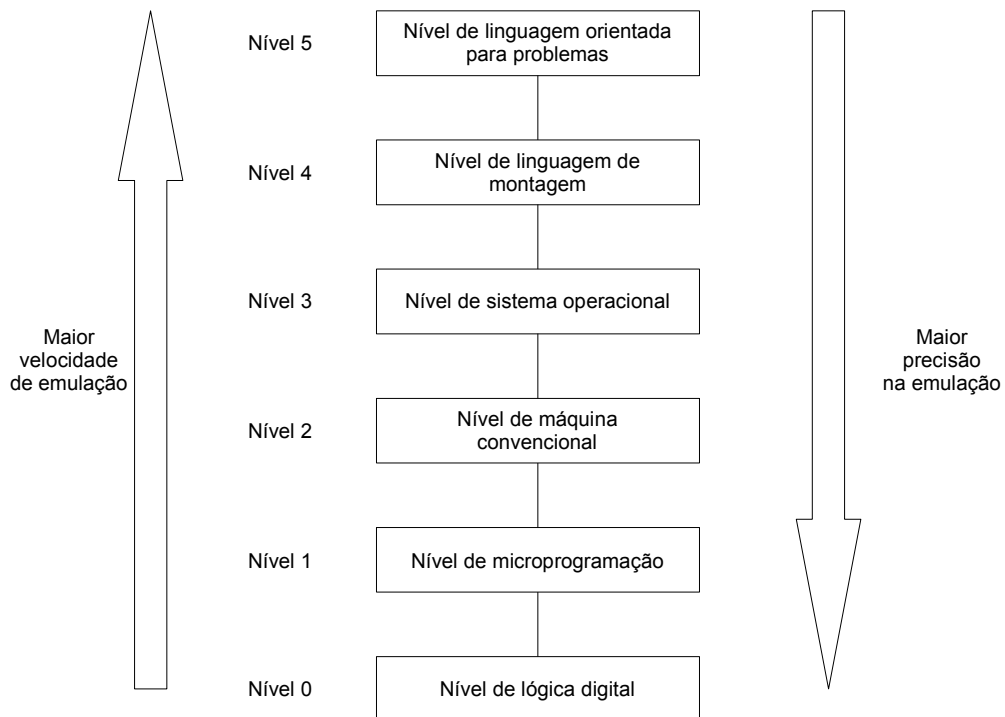 Nível 5
Nível de linguagem orientada
para problemas
Nível 4
Nível de linguagem de
montagem
Nível 3
Nível de sistema operacional
Maior
velocidade
de emulação
Maior
precisão
na emulação
Nível 2
Nível de máquina
convencional
Nível 1
Nível de microprogramação
Nível 0
Nível de lógica digital